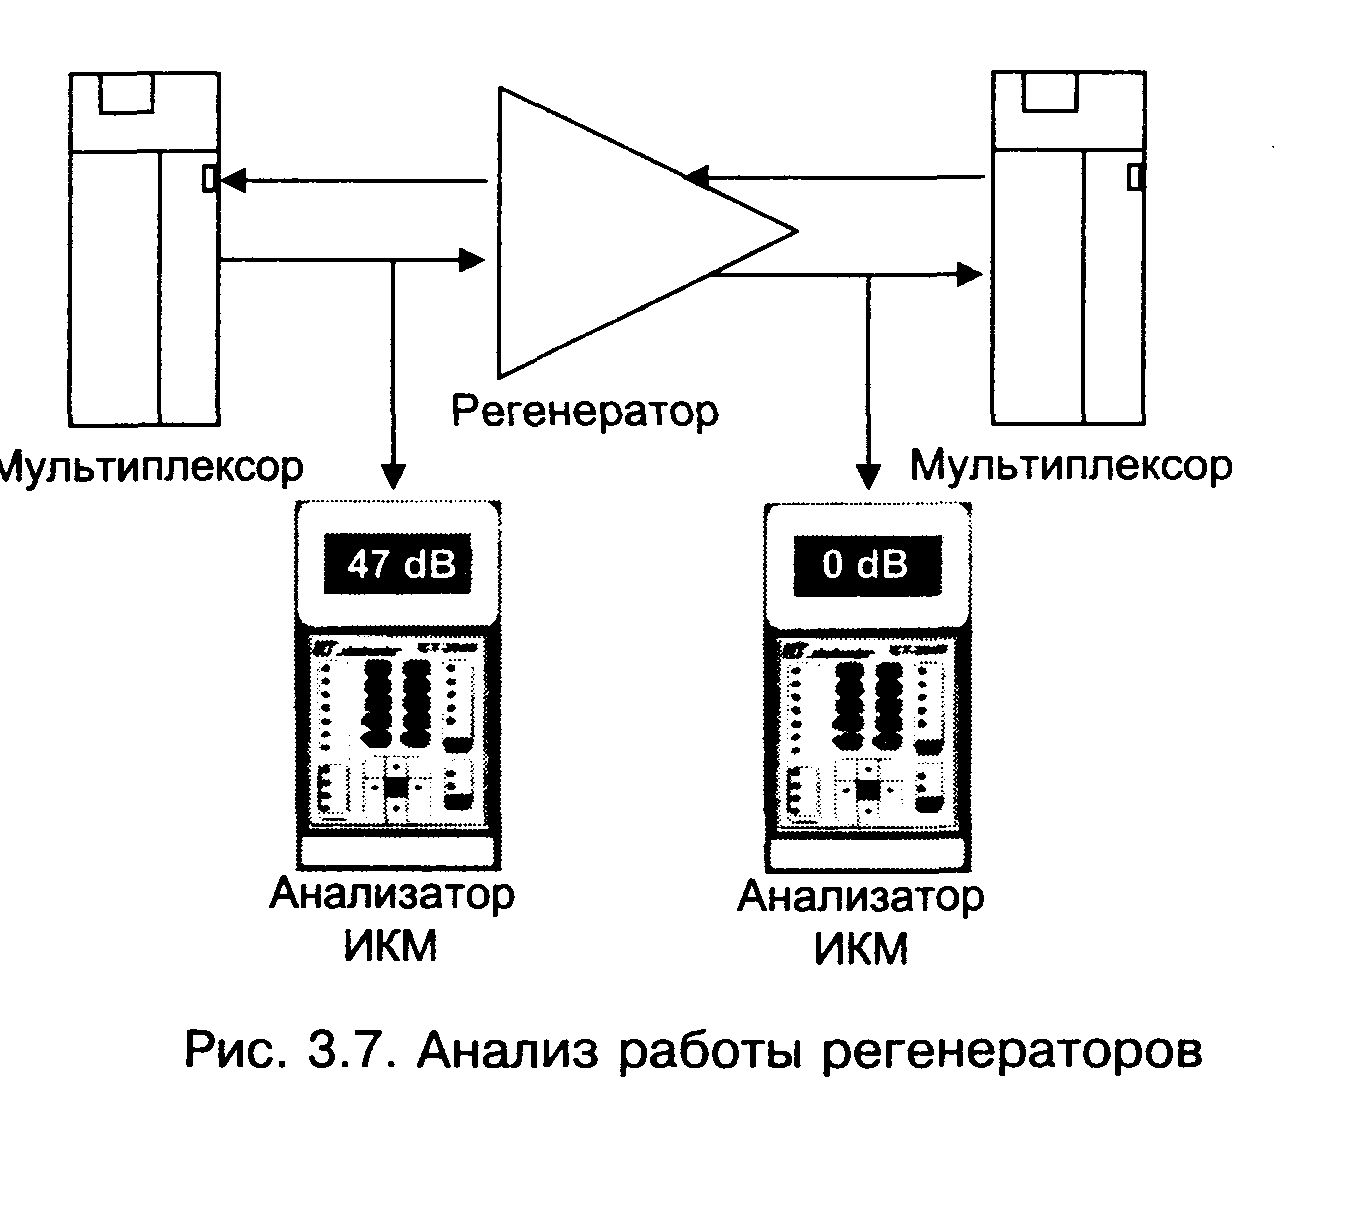 Регенератор
Мультиплексор
Мультиплексор
47 dB
0 dB
Анализатор
ИКМ
Анализатор
ИКМ
Рис. 3.7. Анализ работы регенераторов